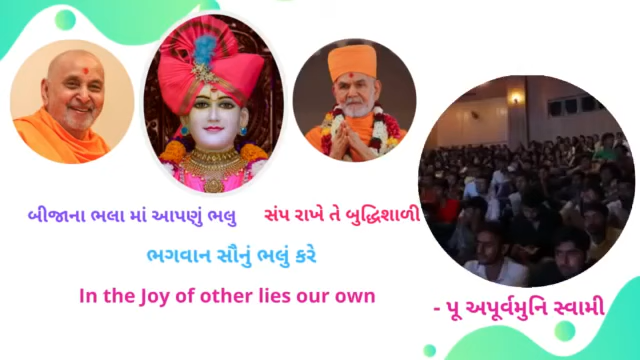 બીજાના ભલા માં આપણું ભલુ
સંપ રાખે તે બુદ્ધિશાળી
ભગવાન સૌનું ભલું કરે
In the Joy of other lies our own
- પૂ અપૂર્વમુનિ સ્વામી